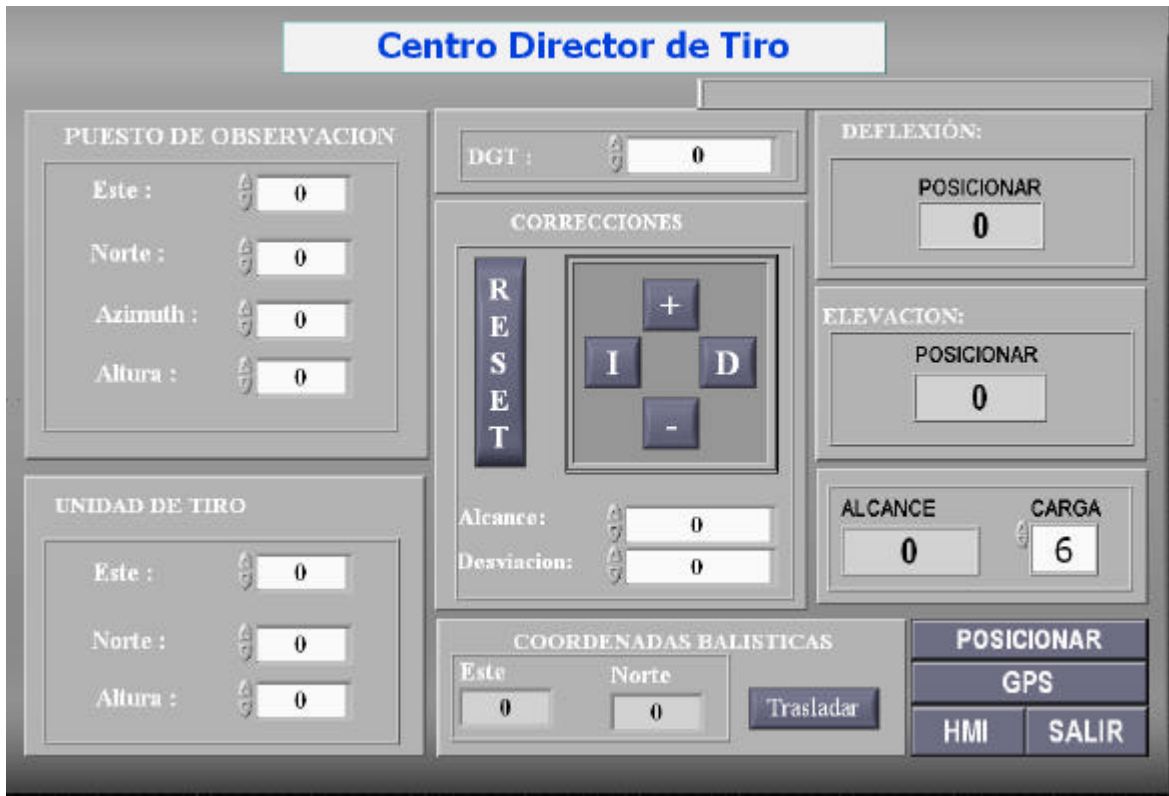 Centro Director de Tiro
PUESTO DE OBSERVACION
Este : 0
Norte : 0
Azimuth : 0
Altura : 0
UNIDAD DE TIRO
Este : 0
Norte : 0
Altura : 0
DGT : 0
CORRECCIONES
RESET
+
I D
-
Alcance: 0
Desviacion: 0
COORDENADAS BALISTICAS
Este Norte
0 0
Trasladar
DEFLEXIÓN:
POSICIONAR
0
ELEVACION:
POSICIONAR
0
ALCANCE CARGA
0 6
POSICIONAR
GPS
HMI SALIR